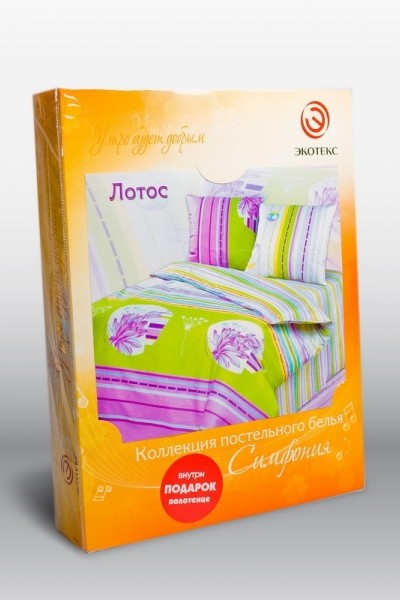 Утро будет добрым
ЭКОТЕКС
Лотос
Коллекция постельного белья
Симфония
внутри
ПОДАРОК
полотенце